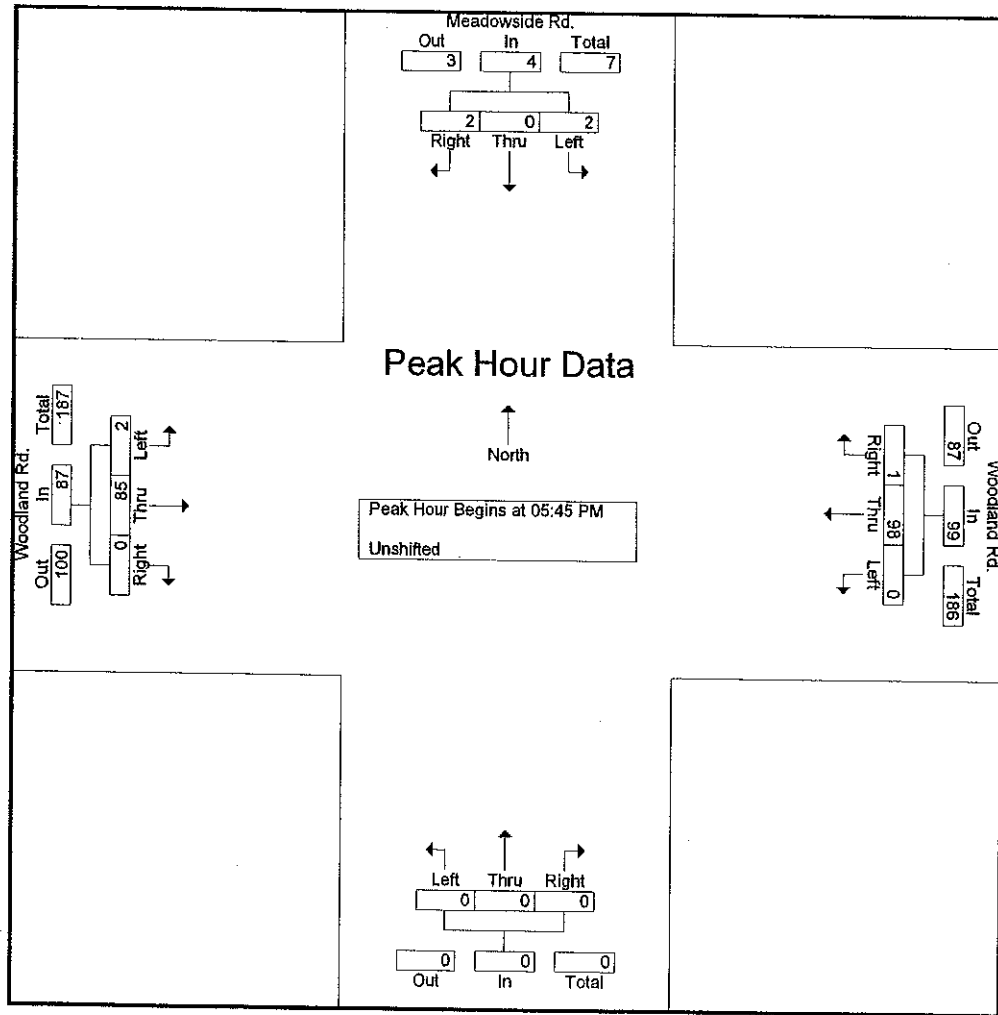 Meadowside Rd.
Out In Total
3 4 7
2 0 2
Right Thru Left
Peak Hour Data
North
Peak Hour Begins at 05:45 PM
Unshifted
Woodland Rd.
Out In Total
100 87 187
0 85 2
Right Thru Left
Woodland Rd.
Out In Total
87 99 186
1 98 0
Right Thru Left
Left Thru Right
0 0 0
0 0 0
Out In Total